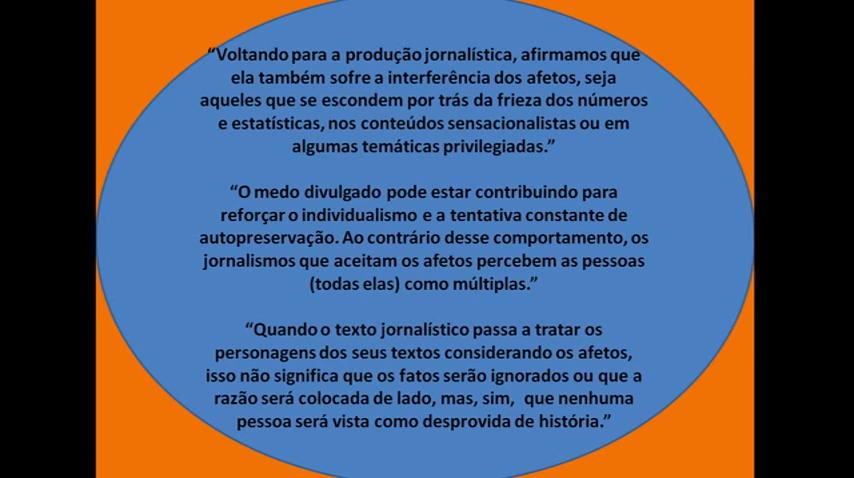 “Voltando para a produção jornalística, afirmamos que
ela também sofre a interferência dos afetos, seja
aqueles que se escondem por trás da frieza dos números
e estatísticas, nos conteúdos sensacionalistas ou em
algumas temáticas privilegiadas.”
“O medo divulgado pode estar contribuindo para
reforçar o individualismo e a tentativa constante de
autopreservação. Ao contrário desse comportamento, os
jornalismos que aceitam os afetos percebem as pessoas
(todas elas) como múltiplas.”
“Quando o texto jornalístico passa a tratar os
personagens dos seus textos considerando os afetos,
isso não significa que os fatos serão ignorados ou que a
razão será colocada de lado, mas, sim, que nenhuma
pessoa será vista como desprovida de história.”